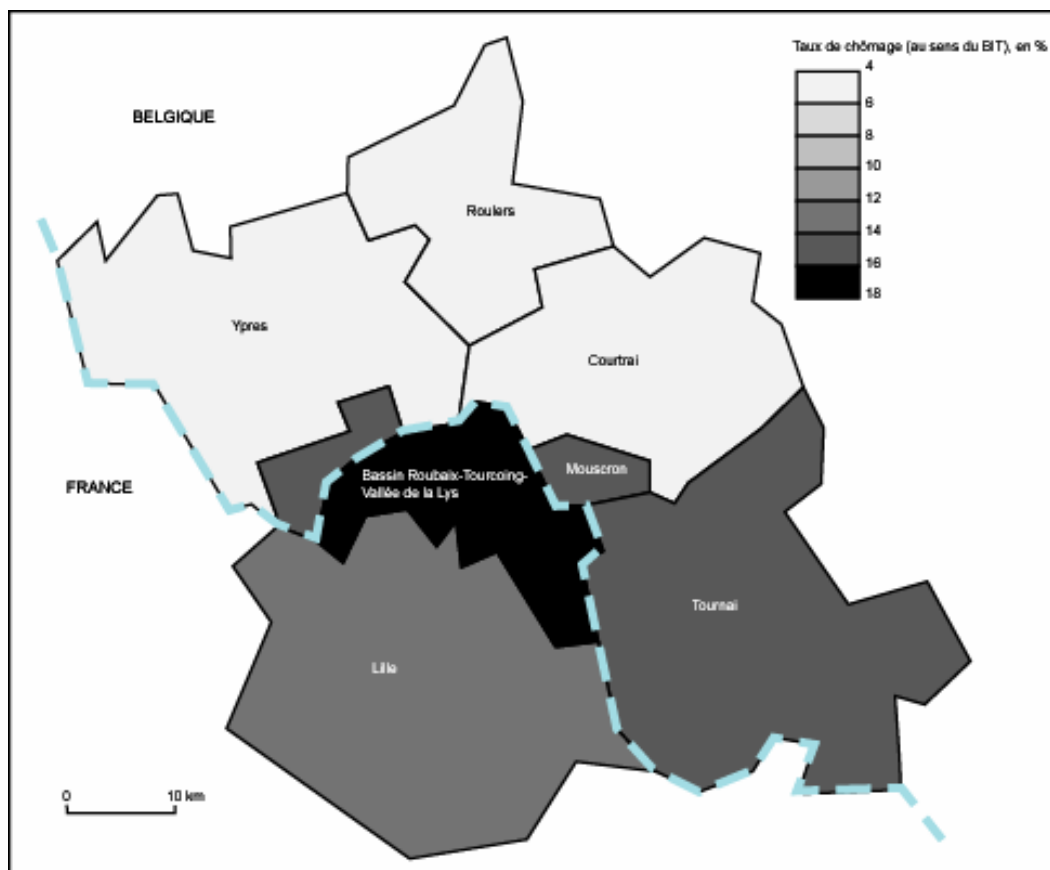 Taux de chômage (au sens du BIT), en %
4
6
8
10
12
14
16
18
BELGIQUE
Roulers
Ypres
Courtrai
FRANCE
Bassin Roubaix-Tourcoing-
Vallée de la Lys
Mouscron
Tournai
Lille
0 10 km